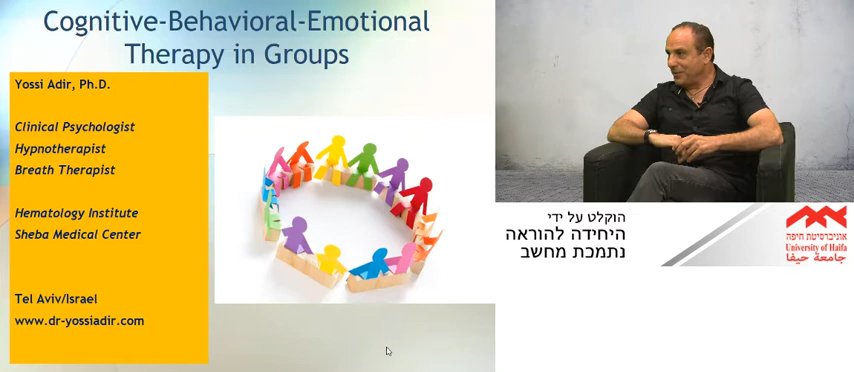 Cognitive-Behavioral-Emotional
Therapy in Groups
Yossi Adir, Ph.D.
Clinical Psychologist
Hypnotherapist
Breath Therapist
Hematology Institute
Sheba Medical Center
Tel Aviv/Israel
www.dr-yossiadir.com
הוקלט על ידי
היחידה להוראה
נתמכת מחשב
אוניברסיטת חיפה
University of Haifa
جامعة حيفا